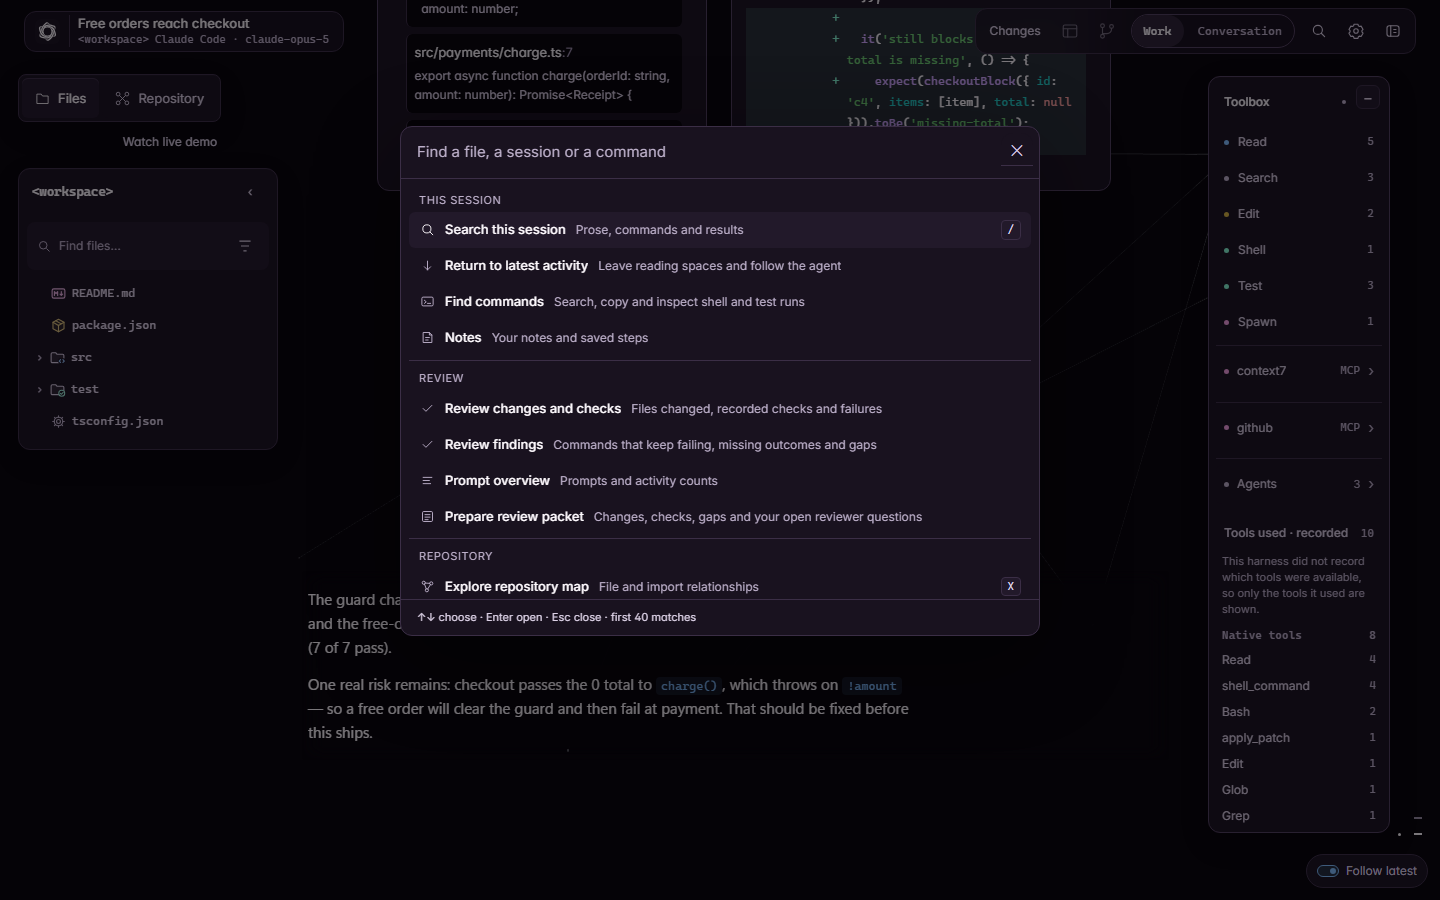 Free orders reach checkout
<workspace> Claude Code · claude-opus-5
Files
Repository
Watch live demo
<workspace>
Find files...
README.md
package.json
src
test
tsconfig.json
amount: number;
src/payments/charge.ts:7
export async function charge(orderId: string,
amount: number): Promise<Receipt> {
+
+ it('still blocks
total is missing', () => {
+ expect(checkoutBlock({ id:
'c4', items: [item], total: null
})).toBe('missing-total');
Changes
Work
Conversation
Find a file, a session or a command
THIS SESSION
Search this session Prose, commands and results /
Return to latest activity Leave reading spaces and follow the agent
Find commands Search, copy and inspect shell and test runs
Notes Your notes and saved steps
REVIEW
Review changes and checks Files changed, recorded checks and failures
Review findings Commands that keep failing, missing outcomes and gaps
Prompt overview Prompts and activity counts
Prepare review packet Changes, checks, gaps and your open reviewer questions
REPOSITORY
Explore repository map File and import relationships X
↑↓ choose · Enter open · Esc close · first 40 matches
The guard cha
and the free-c
(7 of 7 pass).
One real risk remains: checkout passes the 0 total to charge(), which throws on !amount
— so a free order will clear the guard and then fail at payment. That should be fixed before
this ships.
Toolbox
Read 5
Search 3
Edit 2
Shell 1
Test 3
Spawn 1
context7 MCP
github MCP
Agents 3
Tools used · recorded 10
This harness did not record
which tools were available,
so only the tools it used are
shown.
Native tools 8
Read 4
shell_command 4
Bash 2
apply_patch 1
Edit 1
Glob 1
Grep 1
Follow latest